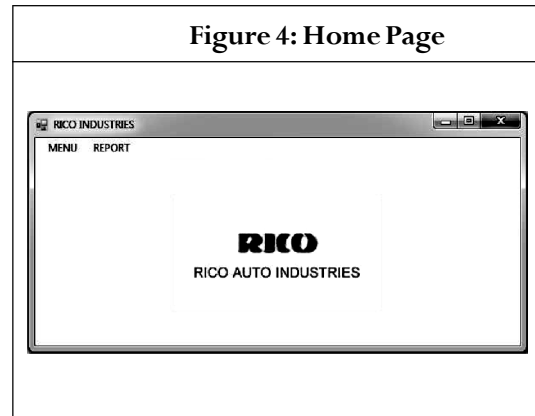 Figure 4: Home Page
RICO INDUSTRIES
MENU REPORT
RICO
RICO AUTO INDUSTRIES